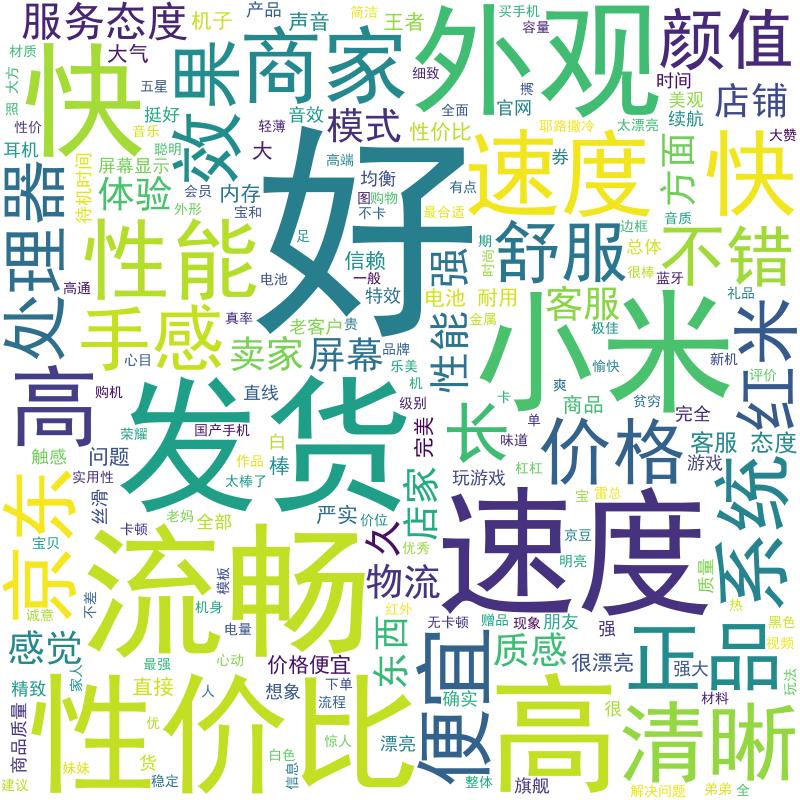 服务态度
机子
产品
声音
简洁
王者
外观
买手机
容量
颜值
材质
大方
大气
快
效果
商家
细致
全面
官网
时间
美观
店铺
五星
挺好
音效
模式
性价比
耶路撒冷
太漂亮
续航
照
性价
耳机
音乐
轻薄
大
好
速度
券
方面
快
大赞
处理器
待机时间
屏幕显示
聪明
体验
会员
内存
高端
均衡
图
购物
不卡
有点
最合适
音质
外形
宝和
性能
足
信赖
强
舒服
期
时间
边框
总体
不错
很棒
蓝牙
高通
电池
一般
特效
电池
耐用
客服
礼品
手感
真率
老客户
贵
性能
金属
小米
极佳
红米
心目
卖家
屏幕
品牌
乐美
机
愉快
新机
高
购机
发货
直线
级别
卡
爽
商品
贫穷
评价
荣耀
国产手机
完美
长
单
价格
完全
客服
态度
触感
问题
白
作品
棒
味道
游戏
京东
实用性
丝滑
太棒了
店家
玩游戏
杠杠
系统
老妈
全部
严实
价位
久
速度
宝
雷总
宝贝
卡顿
流畅
优秀
京豆
明亮
质量
诚意
不差
机身
电量
模板
物流
红外
无卡顿
赠品
现象
朋友
强
热
黑色
感觉
家人
最强
心动
价格便宜
东西
便宜
质感
很漂亮
正品
强大
视频
玩法
精致
直接
想象
下单
流程
确实
材料
商品质量
性价比
人
优
高
很
清晰
惊人
漂亮
白色
信息
货
建议
妹妹
稳定
整体
旗舰
解决问题
弟弟
全